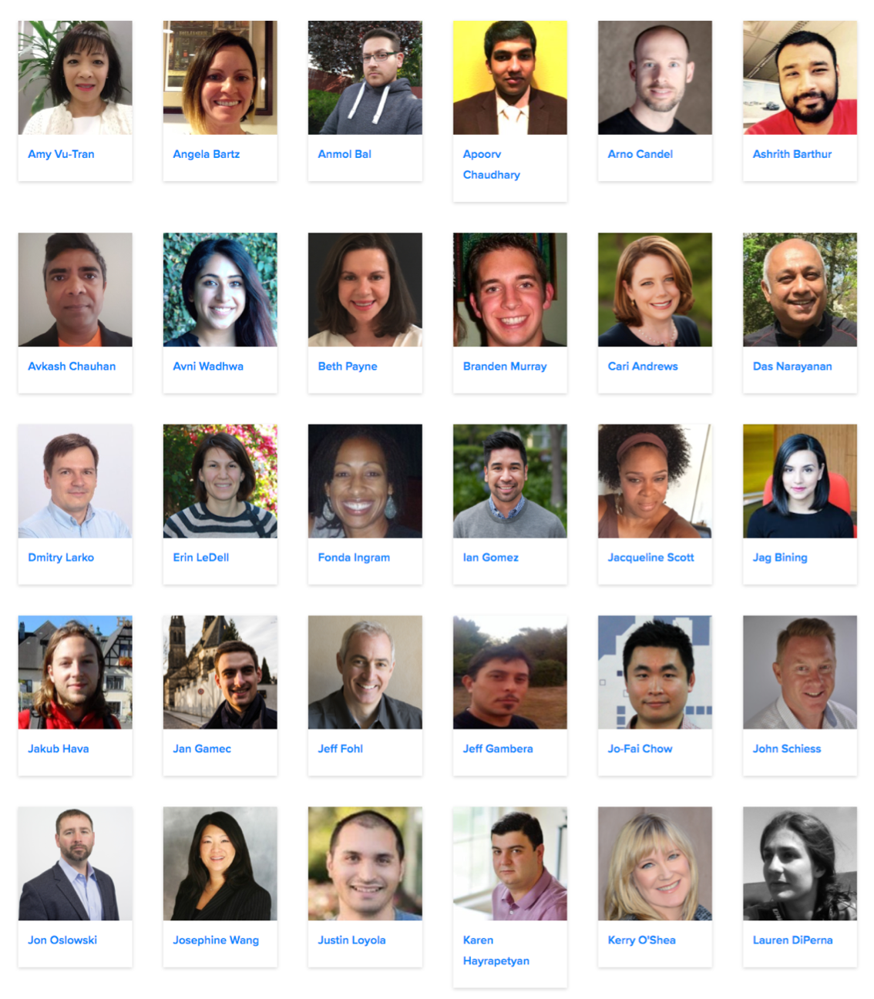 Amy Vu-Tran
Angela Bartz
Anmol Bal
Apoorv
Chaudhary
Arno Candel
Ashrith Barthur
Avkash Chauhan
Avni Wadhwa
Beth Payne
Branden Murray
Cari Andrews
Das Narayanan
Dmitry Larko
Erin LeDell
Fonda Ingram
Ian Gomez
Jacqueline Scott
Jag Bining
Jakub Hava
Jan Gamec
Jeff Fohl
Jeff Gambera
Jo-Fai Chow
John Schiess
Jon Oslowski
Josephine Wang
Justin Loyola
Karen
Hayrapetyan
Kerry O'Shea
Lauren DiPerna